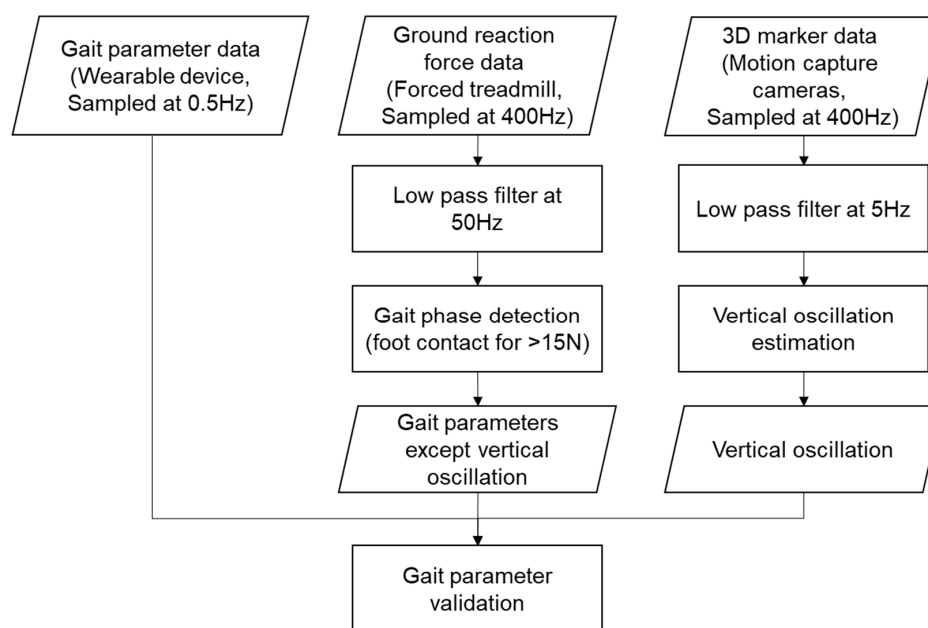 Gait parameter data
(Wearable device,
Sampled at 0.5Hz)
Ground reaction
force data
(Forced treadmill,
Sampled at 400Hz)
3D marker data
(Motion capture
cameras,
Sampled at 400Hz)
Low pass filter at
50Hz
Low pass filter at 5Hz
Gait phase detection
(foot contact for >15N)
Vertical oscillation
estimation
Gait parameters
except vertical
oscillation
Vertical oscillation
Gait parameter
validation